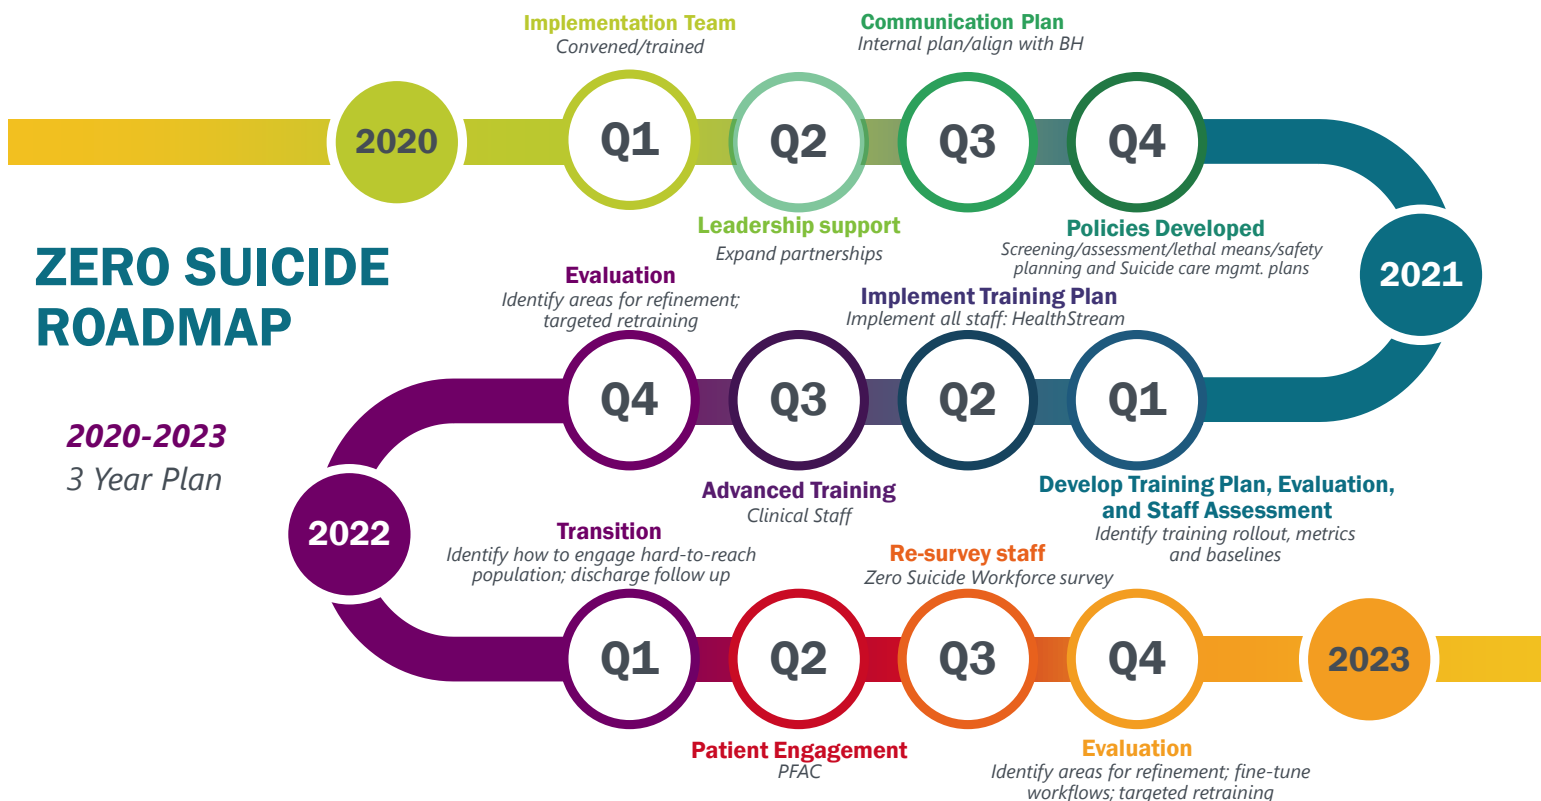 Implementation Team
Convened/trained
Communication Plan
Internal plan/align with BH
2020
Q1
Q2
Q3
Q4
Leadership support
Expand partnerships
Policies Developed
Screening/assessment/lethal means/safety
planning and Suicide care mgmt. plans
ZERO SUICIDE
ROADMAP
2020-2023
3 Year Plan
2021
Evaluation
Identify areas for refinement;
targeted retraining
Implement Training Plan
Implement all staff: HealthStream
Q4
Q3
Q2
Q1
Advanced Training
Clinical Staff
Develop Training Plan, Evaluation,
and Staff Assessment
Identify training rollout, metrics
and baselines
2022
Transition
Identify how to engage hard-to-reach
population; discharge follow up
Re-survey staff
Zero Suicide Workforce survey
Q1
Q2
Q3
Q4
2023
Patient Engagement
PFAC
Evaluation
Identify areas for refinement; fine-tune
workflows; targeted retraining